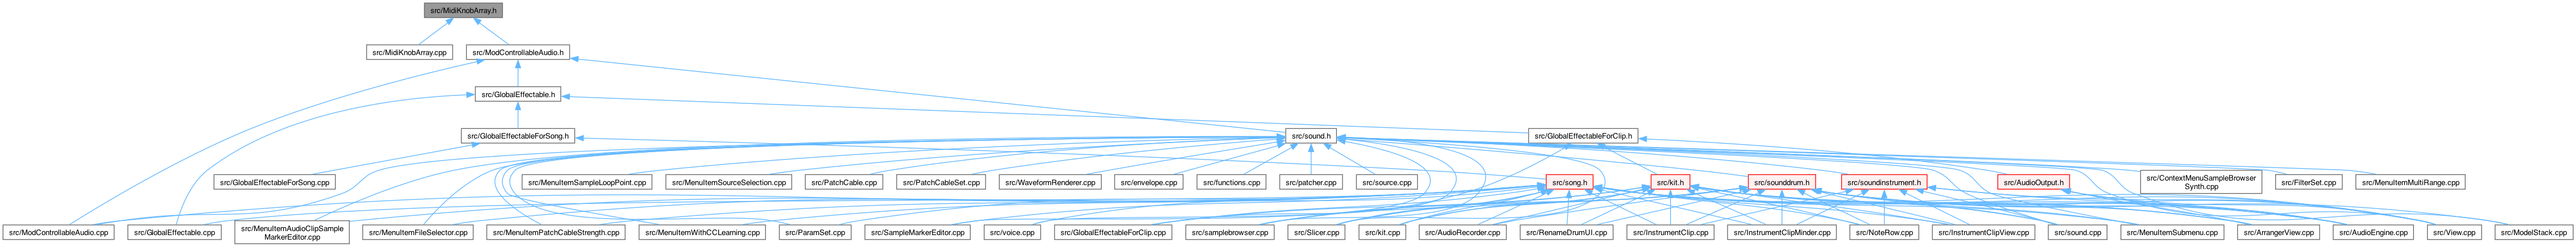 src/MidiKnobArray.h
src/MidiKnobArray.cpp
src/ModControllableAudio.h
src/GlobalEffectable.h
src/GlobalEffectableForSong.h
src/sound.h
src/GlobalEffectableForClip.h
src/GlobalEffectableForSong.cpp
src/MenuItemSampleLoopPoint.cpp
src/MenuItemSourceSelection.cpp
src/PatchCable.cpp
src/PatchCableSet.cpp
src/WaveformRenderer.cpp
src/envelope.cpp
src/functions.cpp
src/patcher.cpp
src/source.cpp
src/song.h
src/kit.h
src/sounddrum.h
src/soundinstrument.h
src/AudioOutput.h
src/ContextMenuSampleBrowser
Synth.cpp
src/FilterSet.cpp
src/MenuItemMultiRange.cpp
src/ModControllableAudio.cpp
src/GlobalEffectable.cpp
src/MenuItemAudioClipSample
MarkerEditor.cpp
src/MenuItemFileSelector.cpp
src/MenuItemPatchCableStrength.cpp
src/MenuItemWithCCLearning.cpp
src/ParamSet.cpp
src/SampleMarkerEditor.cpp
src/voice.cpp
src/GlobalEffectableForClip.cpp
src/samplebrowser.cpp
src/Slicer.cpp
src/kit.cpp
src/AudioRecorder.cpp
src/RenameDrumUI.cpp
src/InstrumentClip.cpp
src/InstrumentClipMinder.cpp
src/NoteRow.cpp
src/InstrumentClipView.cpp
src/sound.cpp
src/MenuItemSubmenu.cpp
src/ArrangerView.cpp
src/AudioEngine.cpp
src/View.cpp
src/ModelStack.cpp